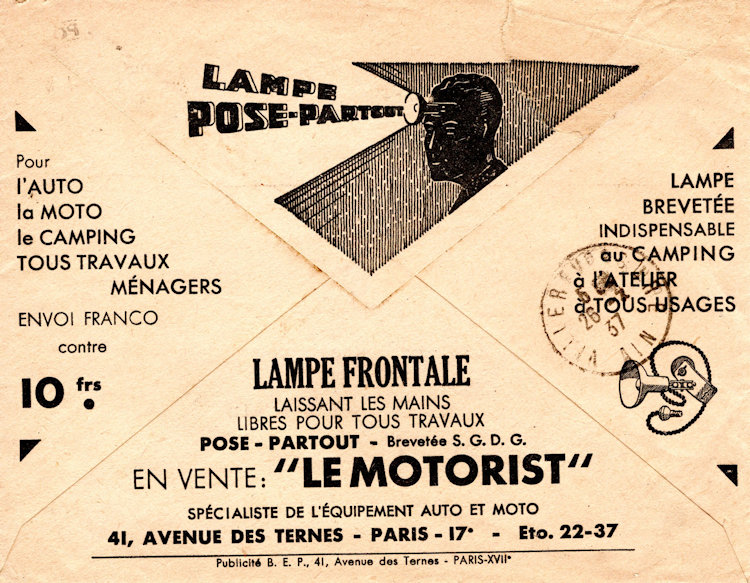 LAMPE
POSE-PARTOUT
Pour
l'AUTO
la MOTO
le CAMPING
TOUS TRAVAUX
MÉNAGERS
ENVOI FRANCO
contre
10 frs.
LAMPE
BREVETÉE
INDISPENSABLE
au CAMPING
à l'ATELIER
à TOUS USAGES
26
37
AIN
LAMPE FRONTALE
LAISSANT LES MAINS
LIBRES POUR TOUS TRAVAUX
POSE-PARTOUT - Brevetée S. G. D. G.
EN VENTE: "LE MOTORIST"
SPÉCIALISTE DE L'ÉQUIPEMENT AUTO ET MOTO
41, AVENUE DES TERNES - PARIS - 17e - Eto. 22-37
Publicité B. E. P., 41, Avenue des Ternes - PARIS-XVIIe